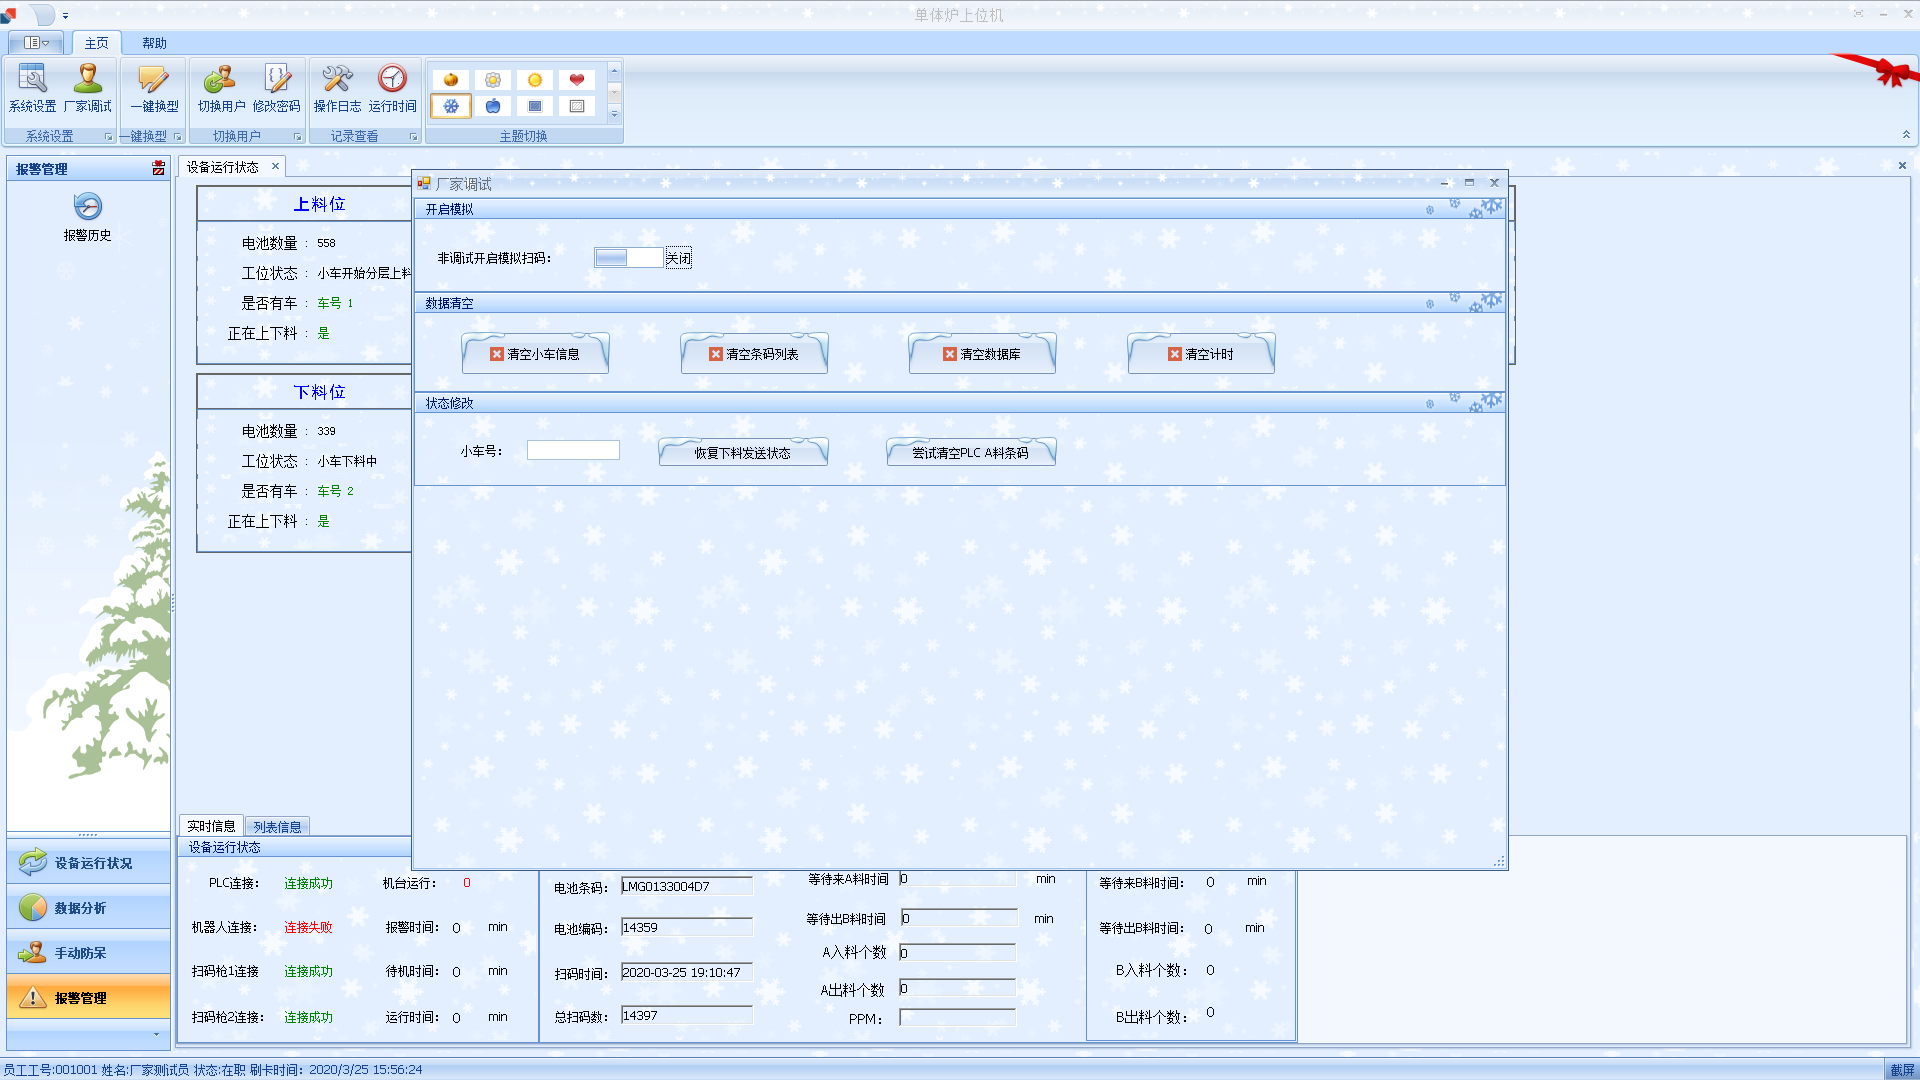 单体炉上位机
主页 帮助
系统设置 厂家调试 一键换型 切换用户 修改密码 操作日志 运行时间
系统设置 一键换型 切换用户 记录查看 主题切换
报警管理
报警历史
设备运行状态
上料位
电池数量 : 558
工位状态 : 小车开始分层上料
是否有车 : 车号 1
正在上下料 : 是
下料位
电池数量 : 339
工位状态 : 小车下料中
是否有车 : 车号 2
正在上下料 : 是
厂家调试
开启模拟
非调试开启模拟扫码: 关闭
数据清空
清空小车信息 清空条码列表 清空数据库 清空计时
状态修改
小车号: 恢复下料发送状态 尝试清空PLC A料条码
实时信息 列表信息
设备运行状态
PLC连接: 连接成功 机台运行: 0
机器人连接: 连接失败 报警时间: 0 min
扫码枪1连接 连接成功 待机时间: 0 min
扫码枪2连接: 连接成功 运行时间: 0 min
电池条码: LMG0133004D7
电池编码: 14359
扫码时间: 2020-03-25 19:10:47
总扫码数: 14397
等待来A料时间 0 min
等待出B料时间 0 min
A入料个数 0
A出料个数 0
PPM:
等待来B料时间: 0 min
等待出B料时间: 0 min
B入料个数: 0
B出料个数: 0
设备运行状况
数据分析
手动防呆
报警管理
员工工号:001001 姓名:厂家测试员 状态:在职 刷卡时间: 2020/3/25 15:56:24
截屏